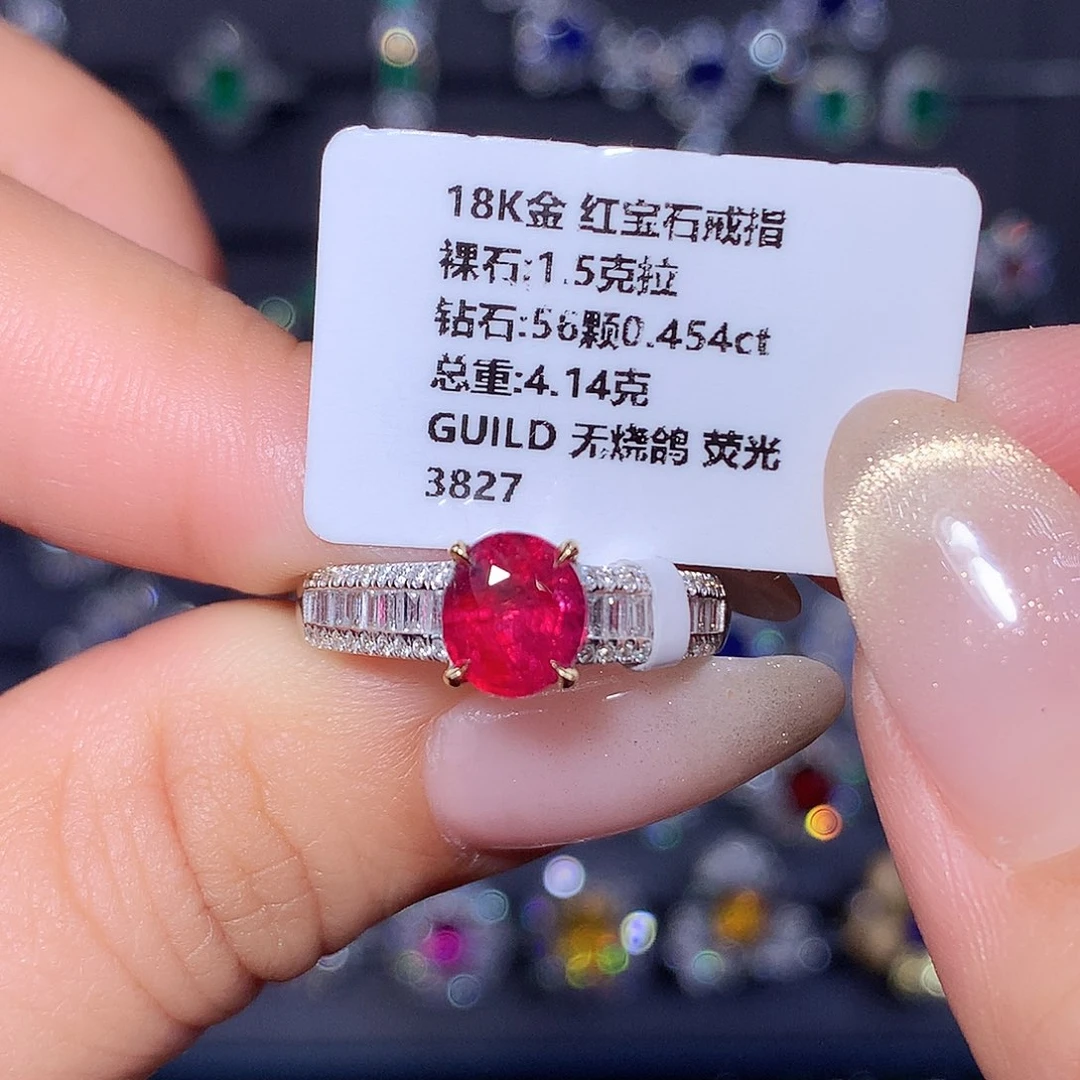 18K金 红宝石戒指
裸石:1.5克拉
钻石:56颗0.454ct
总重:4.14克
GUILD 无烧鸽 荧光
3827